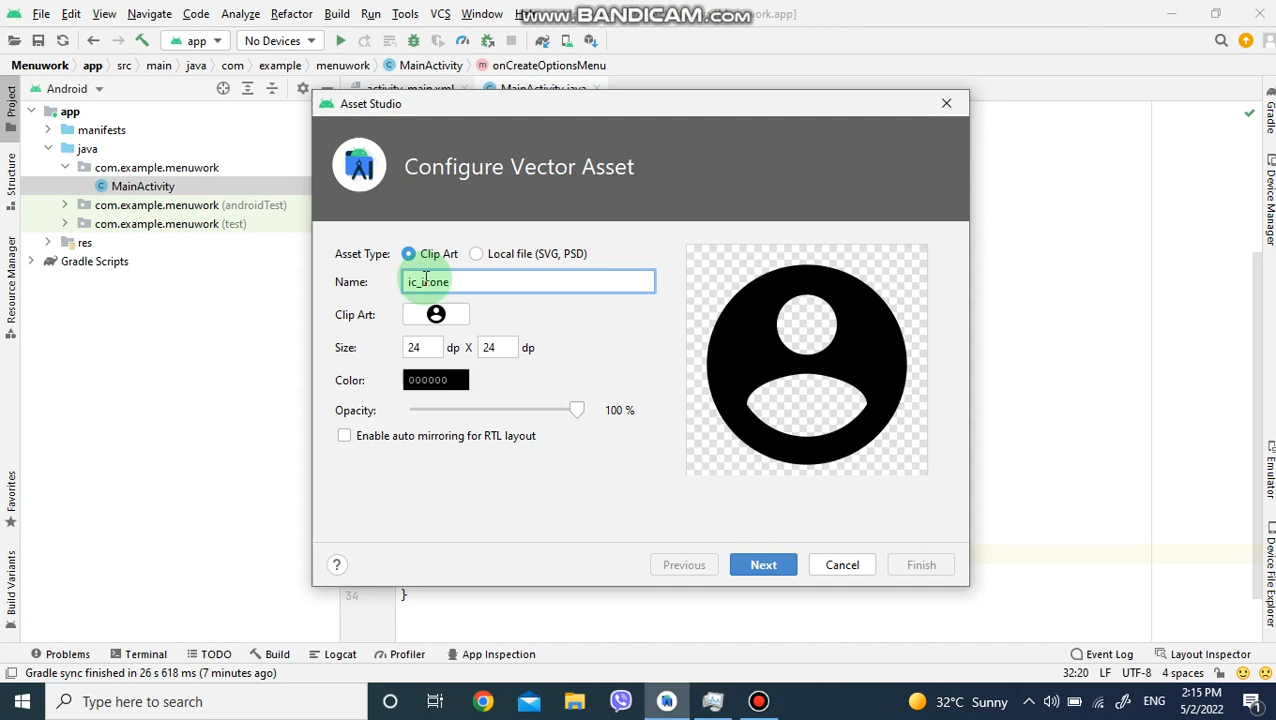 File Edit View Navigate Code Analyze Refactor Build Run Tools VCS Window
www.BANDICAM.com
work.app]
app
No Devices
Menuwork app src main java com example menuwork MainActivity onCreateOptionsMenu
Android
activity_main.xml
MainActivity.java
app
manifests
java
com.example.menuwork
MainActivity
com.example.menuwork (androidTest)
com.example.menuwork (test)
res
Gradle Scripts
Project
Structure
Resource Manager
Favorites
Build Variants
Gradle
Device Manager
Emulator
Device File Explorer
Asset Studio
Configure Vector Asset
Asset Type: Clip Art Local file (SVG, PSD)
Name:
Clip Art:
Size: 24 dp X 24 dp
Color: 000000
Opacity: 100 %
Enable auto mirroring for RTL layout
? Previous Next Cancel Finish
34 }
Problems Terminal TODO Build Logcat Profiler App Inspection Event Log Layout Inspector
Gradle sync finished in 26 s 618 ms (7 minutes ago) 32:20 LF UTF-8 4 spaces
Type here to search
32°C Sunny
ENG
2:15 PM
5/2/2022
1